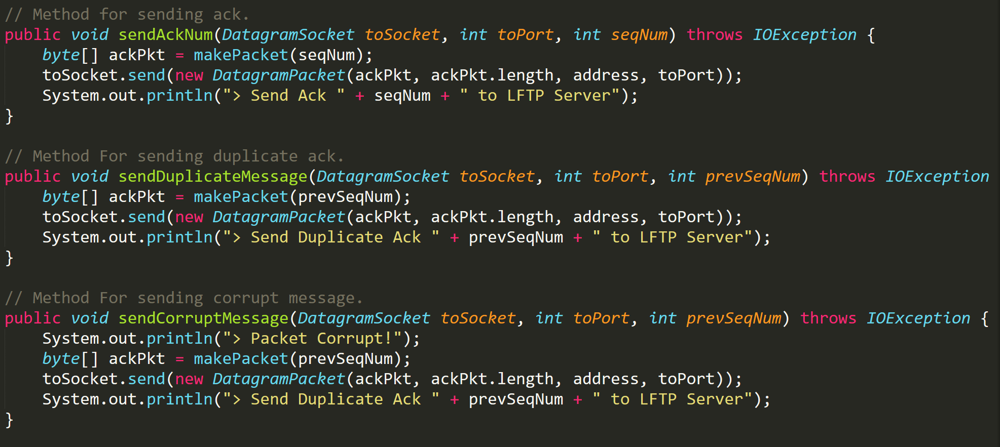 // Method for sending ack.
public void sendAckNum(DatagramSocket toSocket, int toPort, int seqNum) throws IOException {
    byte[] ackPkt = makePacket(seqNum);
    toSocket.send(new DatagramPacket(ackPkt, ackPkt.length, address, toPort));
    System.out.println("> Send Ack " + seqNum + " to LFTP Server");
}

// Method For sending duplicate ack.
public void sendDuplicateMessage(DatagramSocket toSocket, int toPort, int prevSeqNum) throws IOException
    byte[] ackPkt = makePacket(prevSeqNum);
    toSocket.send(new DatagramPacket(ackPkt, ackPkt.length, address, toPort));
    System.out.println("> Send Duplicate Ack " + prevSeqNum + " to LFTP Server");
}

// Method For sending corrupt message.
public void sendCorruptMessage(DatagramSocket toSocket, int toPort, int prevSeqNum) throws IOException {
    System.out.println("> Packet Corrupt!");
    byte[] ackPkt = makePacket(prevSeqNum);
    toSocket.send(new DatagramPacket(ackPkt, ackPkt.length, address, toPort));
    System.out.println("> Send Duplicate Ack " + prevSeqNum + " to LFTP Server");
}